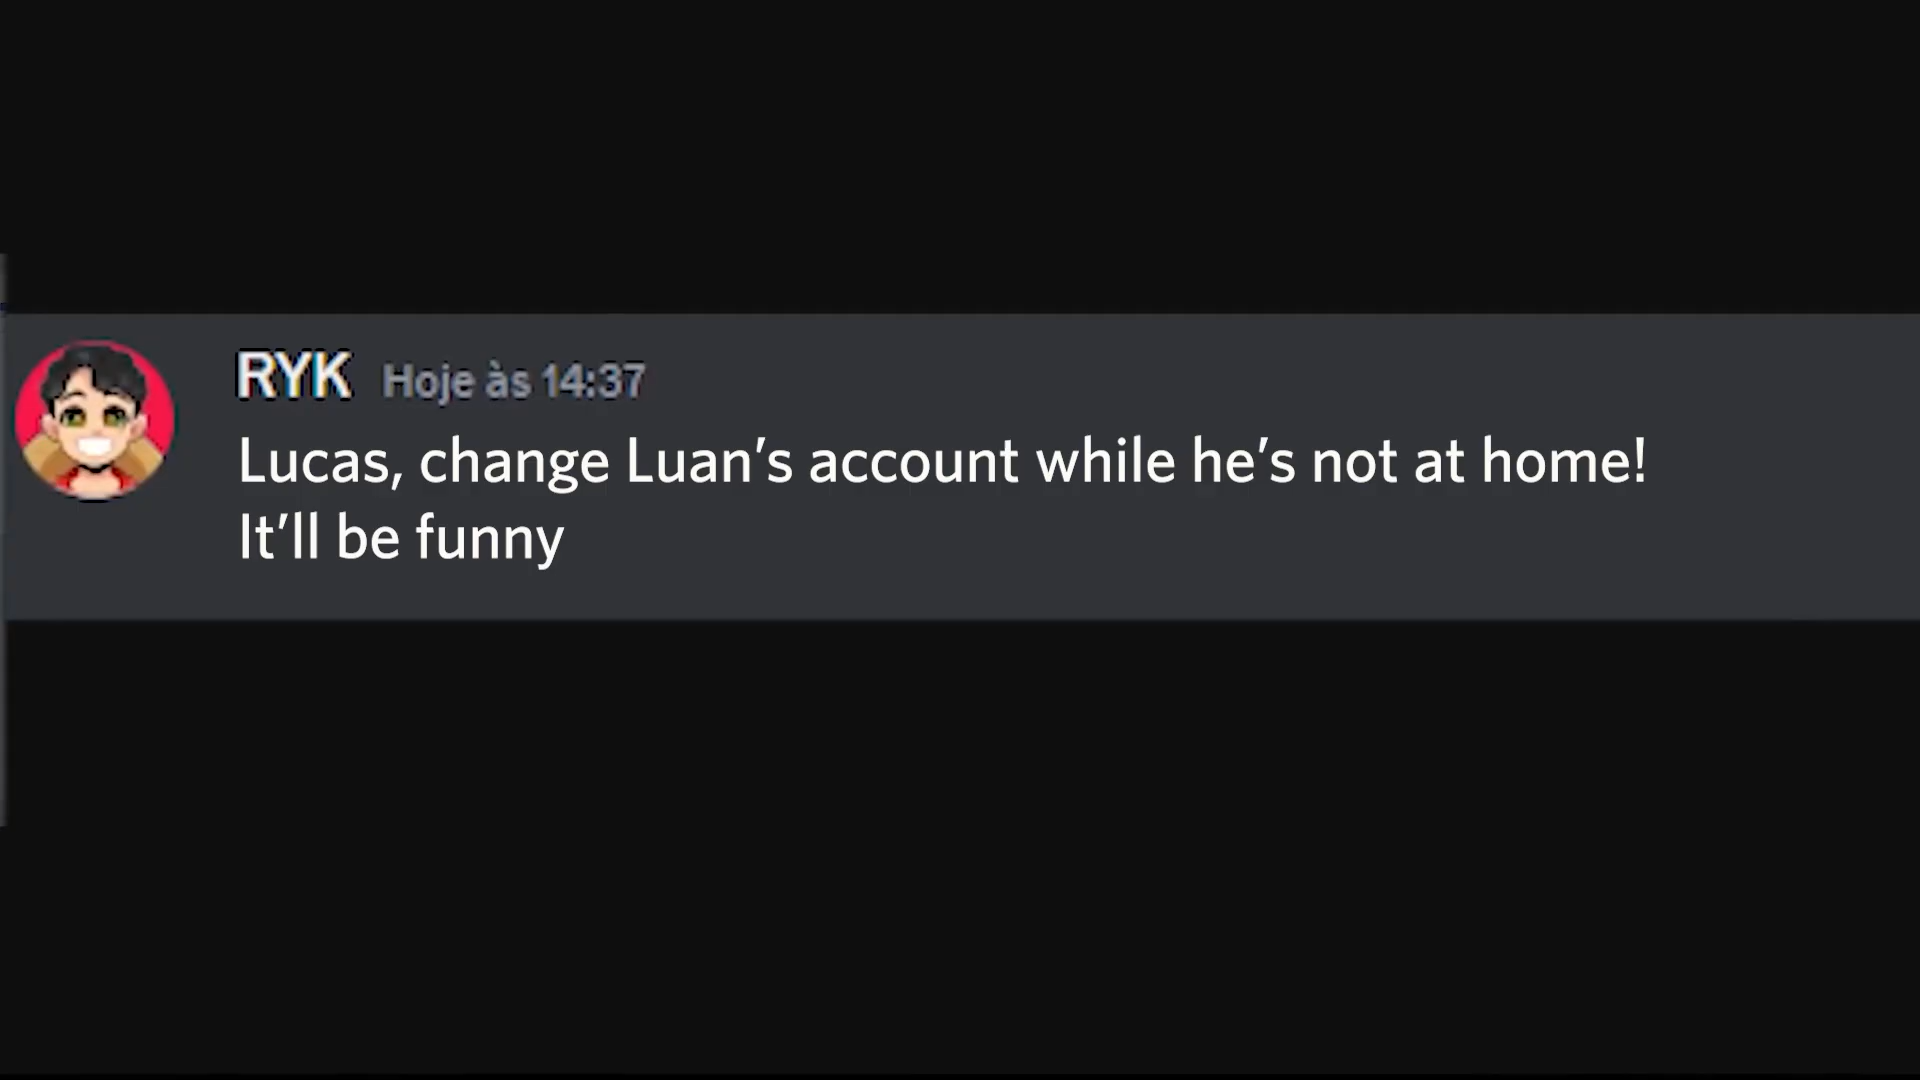 RYK Hoje às 14:37
Lucas, change Luan’s account while he’s not at home!
It’ll be funny